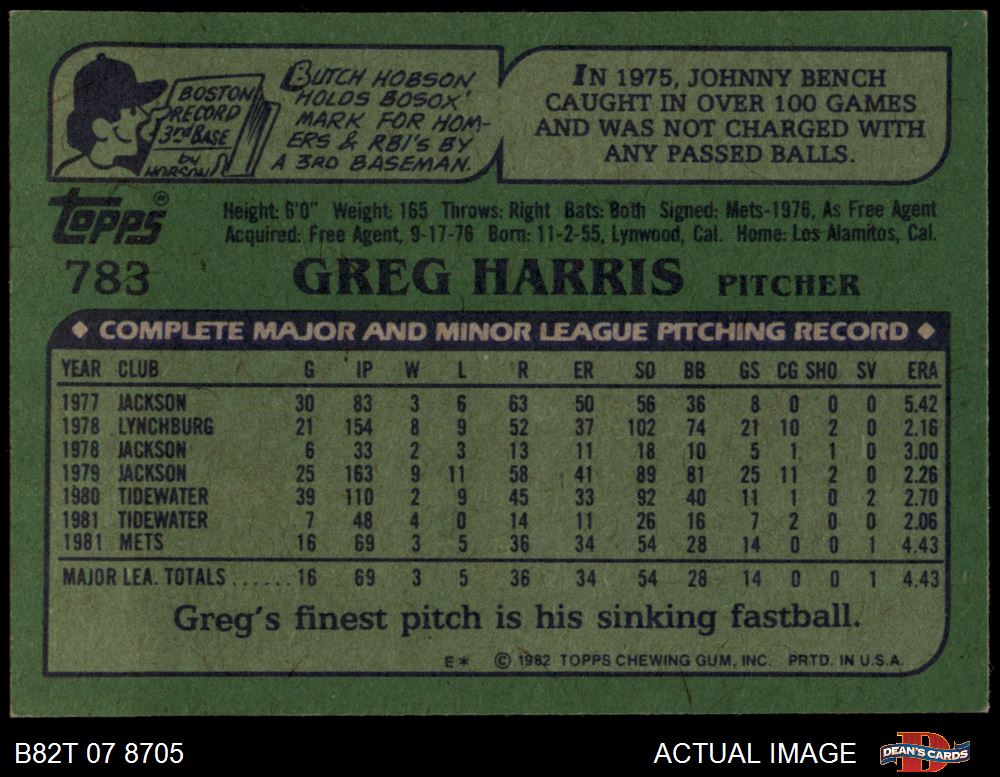 BOSTON
RECORD
3rd BASE
by
HOBSON
BUTCH HOBSON
HOLDS BOSOX'
MARK FOR HOM-
ERS & RBI'S BY
A 3RD BASEMAN.
IN 1975, JOHNNY BENCH
CAUGHT IN OVER 100 GAMES
AND WAS NOT CHARGED WITH
ANY PASSED BALLS.
Topps®
Height: 6'0" Weight: 165 Throws: Right Bats: Both Signed: Mets-1976, As Free Agent
Acquired: Free Agent, 9-17-76 Born: 11-2-55, Lynwood, Cal. Home: Los Alamitos, Cal.
783 GREG HARRIS PITCHER
◆ COMPLETE MAJOR AND MINOR LEAGUE PITCHING RECORD ◆
YEAR CLUB G IP W L R ER SO BB GS CG SHO SV ERA
1977 JACKSON 30 83 3 6 63 50 56 36 8 0 0 0 5.42
1978 LYNCHBURG 21 154 8 9 52 37 102 74 21 10 2 0 2.16
1978 JACKSON 6 33 2 3 13 11 18 10 5 1 1 0 3.00
1979 JACKSON 25 163 9 11 58 41 89 81 25 11 2 0 2.26
1980 TIDEWATER 39 110 2 9 45 33 92 40 11 1 0 2 2.70
1981 TIDEWATER 7 48 4 0 14 11 26 16 7 2 0 0 2.06
1981 METS 16 69 3 5 36 34 54 28 14 0 0 1 4.43
MAJOR LEA. TOTALS ...... 16 69 3 5 36 34 54 28 14 0 0 1 4.43
Greg's finest pitch is his sinking fastball.
E* © 1982 TOPPS CHEWING GUM, INC. PRTD. IN U.S.A.
B82T 07 8705 ACTUAL IMAGE DEAN'S CARDS